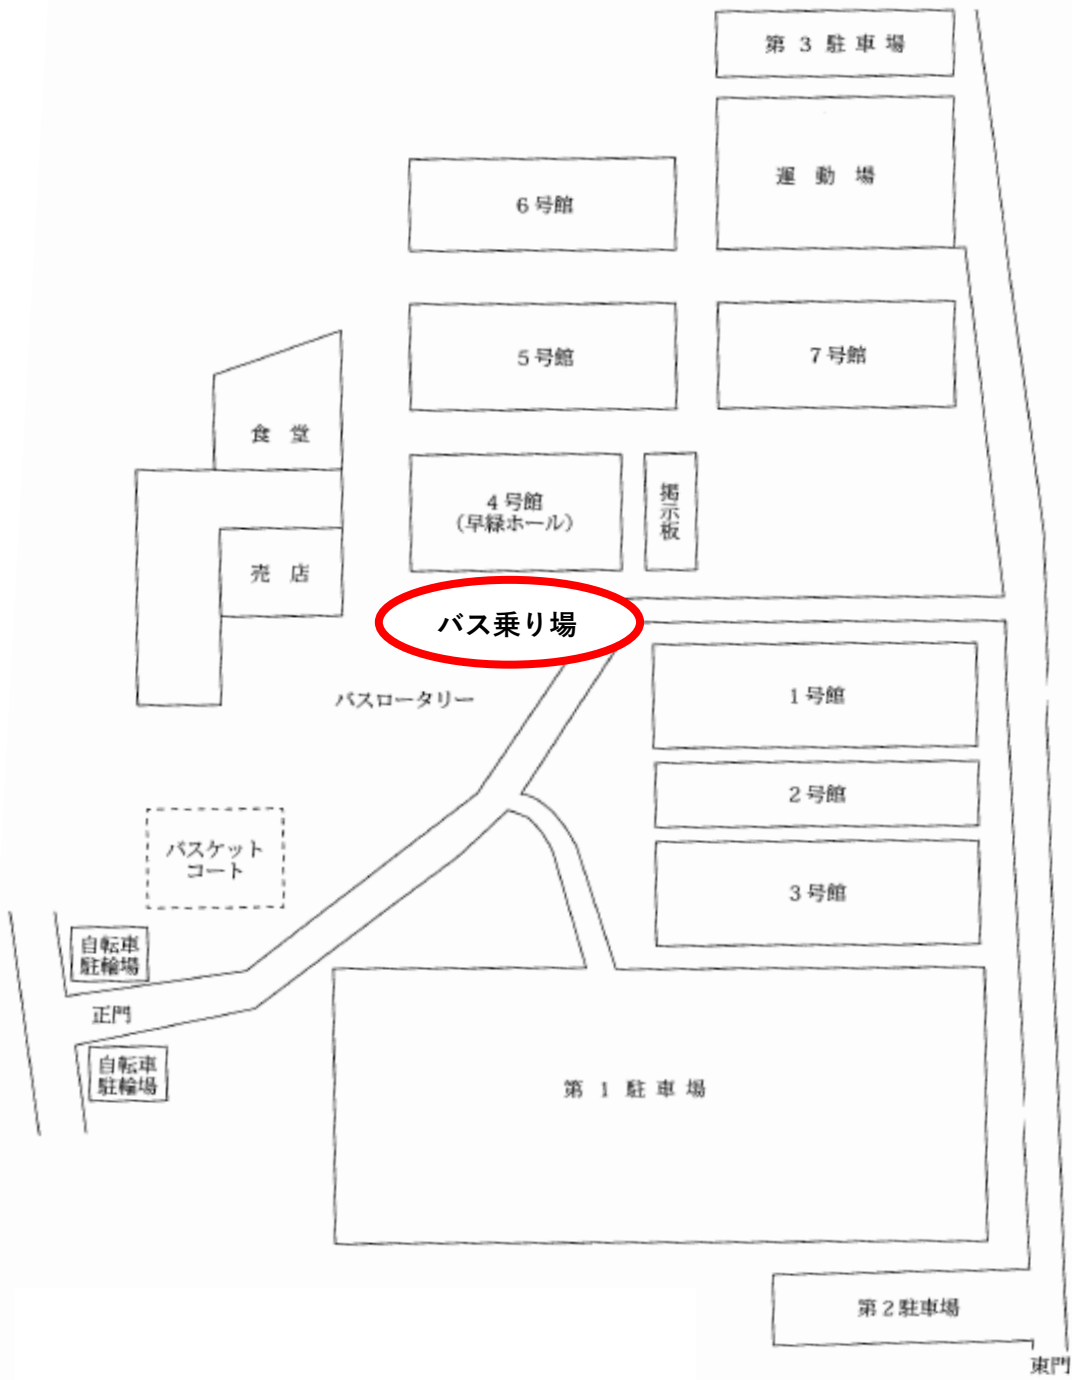 第 3 駐 車 場
運 動 場
6 号館
5 号館
7 号館
食 堂
4 号館
（早緑ホール）
掲示板
売 店
バス乗り場
バスロータリー
1 号館
2 号館
バスケット
コート
3 号館
自転車
駐輪場
正門
自転車
駐輪場
第 1 駐 車 場
第 2 駐車場
東門